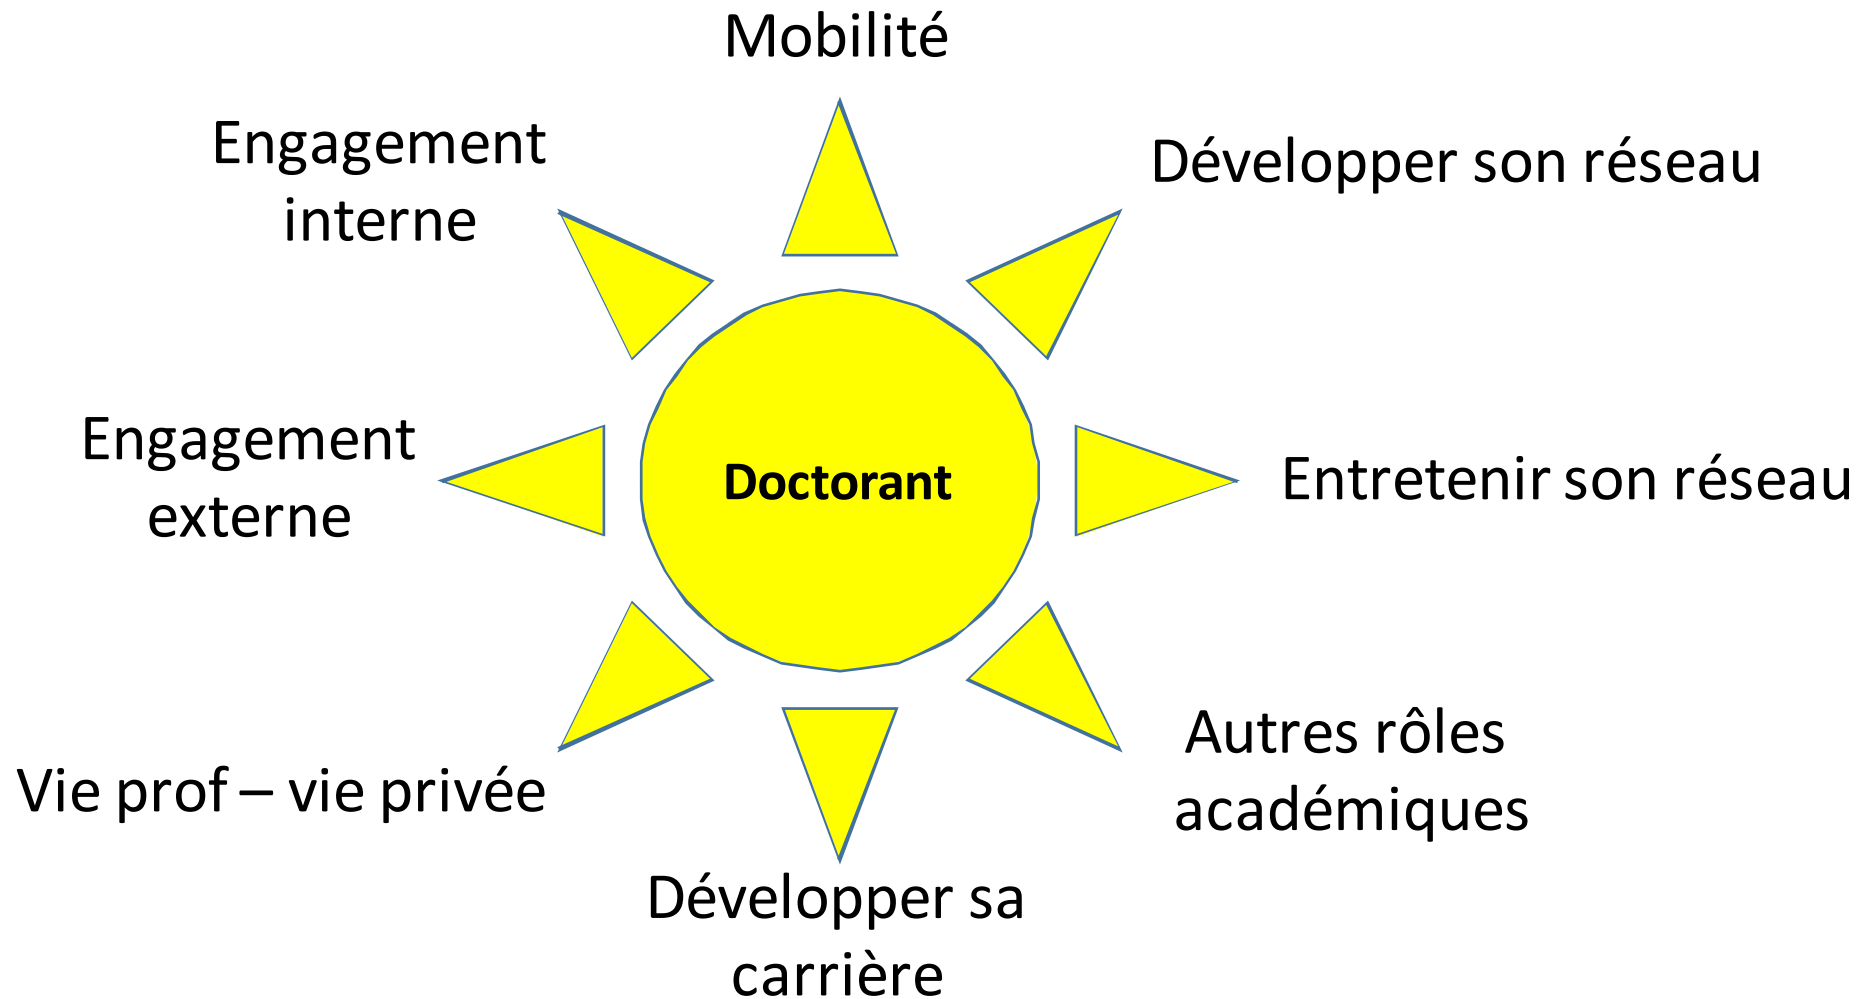 Mobilité
Engagement
interne
Développer son réseau
Engagement
externe
Doctorant
Entretenir son réseau
Vie prof – vie privée
Autres rôles
académiques
Développer sa
carrière